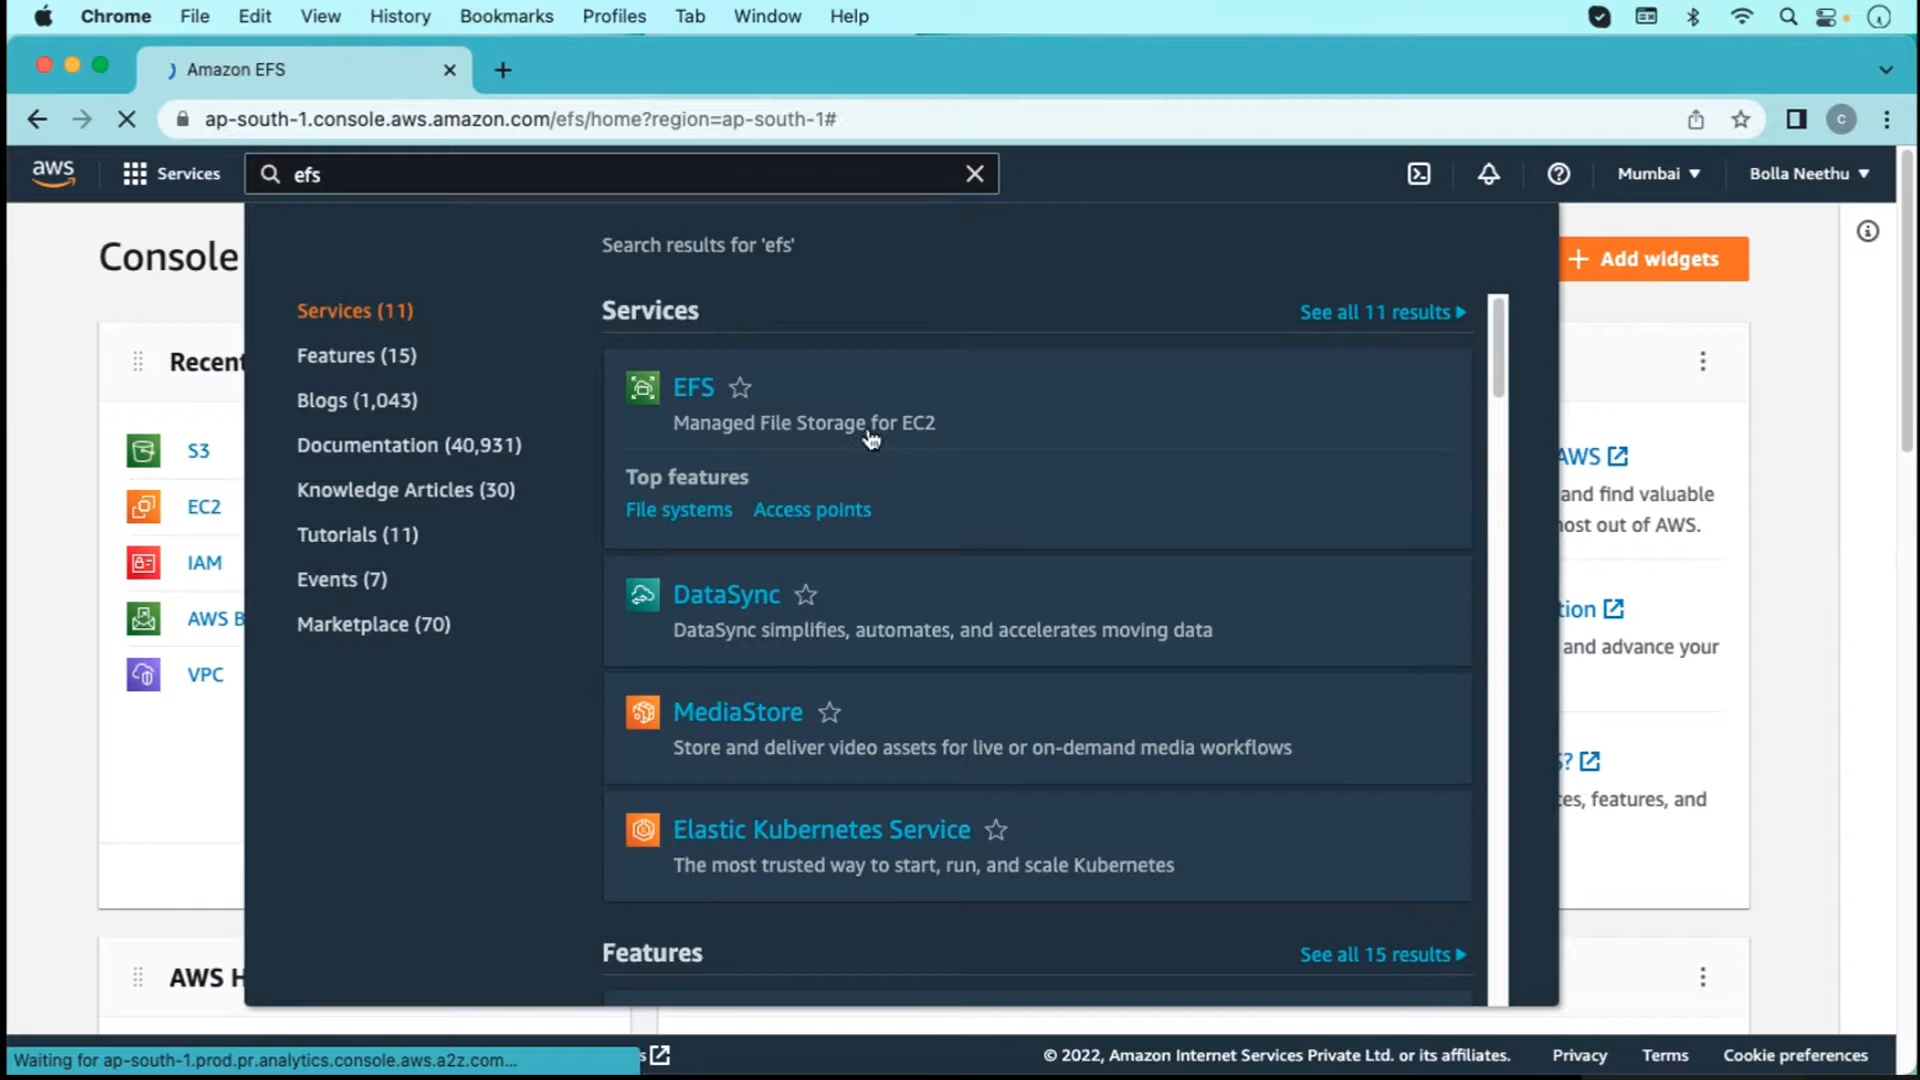 Chrome File Edit View History Bookmarks Profiles Tab Window Help
Amazon EFS
ap-south-1.console.aws.amazon.com/efs/home?region=ap-south-1#
C
aws Services efs Mumbai Bolla Neethu
Search results for 'efs'
Console
Add widgets
Services (11)
Features (15)
Blogs (1,043)
Documentation (40,931)
Knowledge Articles (30)
Tutorials (11)
Events (7)
Marketplace (70)
Services See all 11 results
EFS
Managed File Storage for EC2
Top features
File systems Access points
DataSync
DataSync simplifies, automates, and accelerates moving data
MediaStore
Store and deliver video assets for live or on-demand media workflows
Elastic Kubernetes Service
The most trusted way to start, run, and scale Kubernetes
Features See all 15 results
Recent
S3
EC2
IAM
AWS B
VPC
AWS H
AWS
and find valuable
ost out of AWS.
tion
and advance your
s?
es, features, and
Waiting for ap-south-1.prod.pr.analytics.console.aws.a2z.com...
© 2022, Amazon Internet Services Private Ltd. or its affiliates. Privacy Terms Cookie preferences